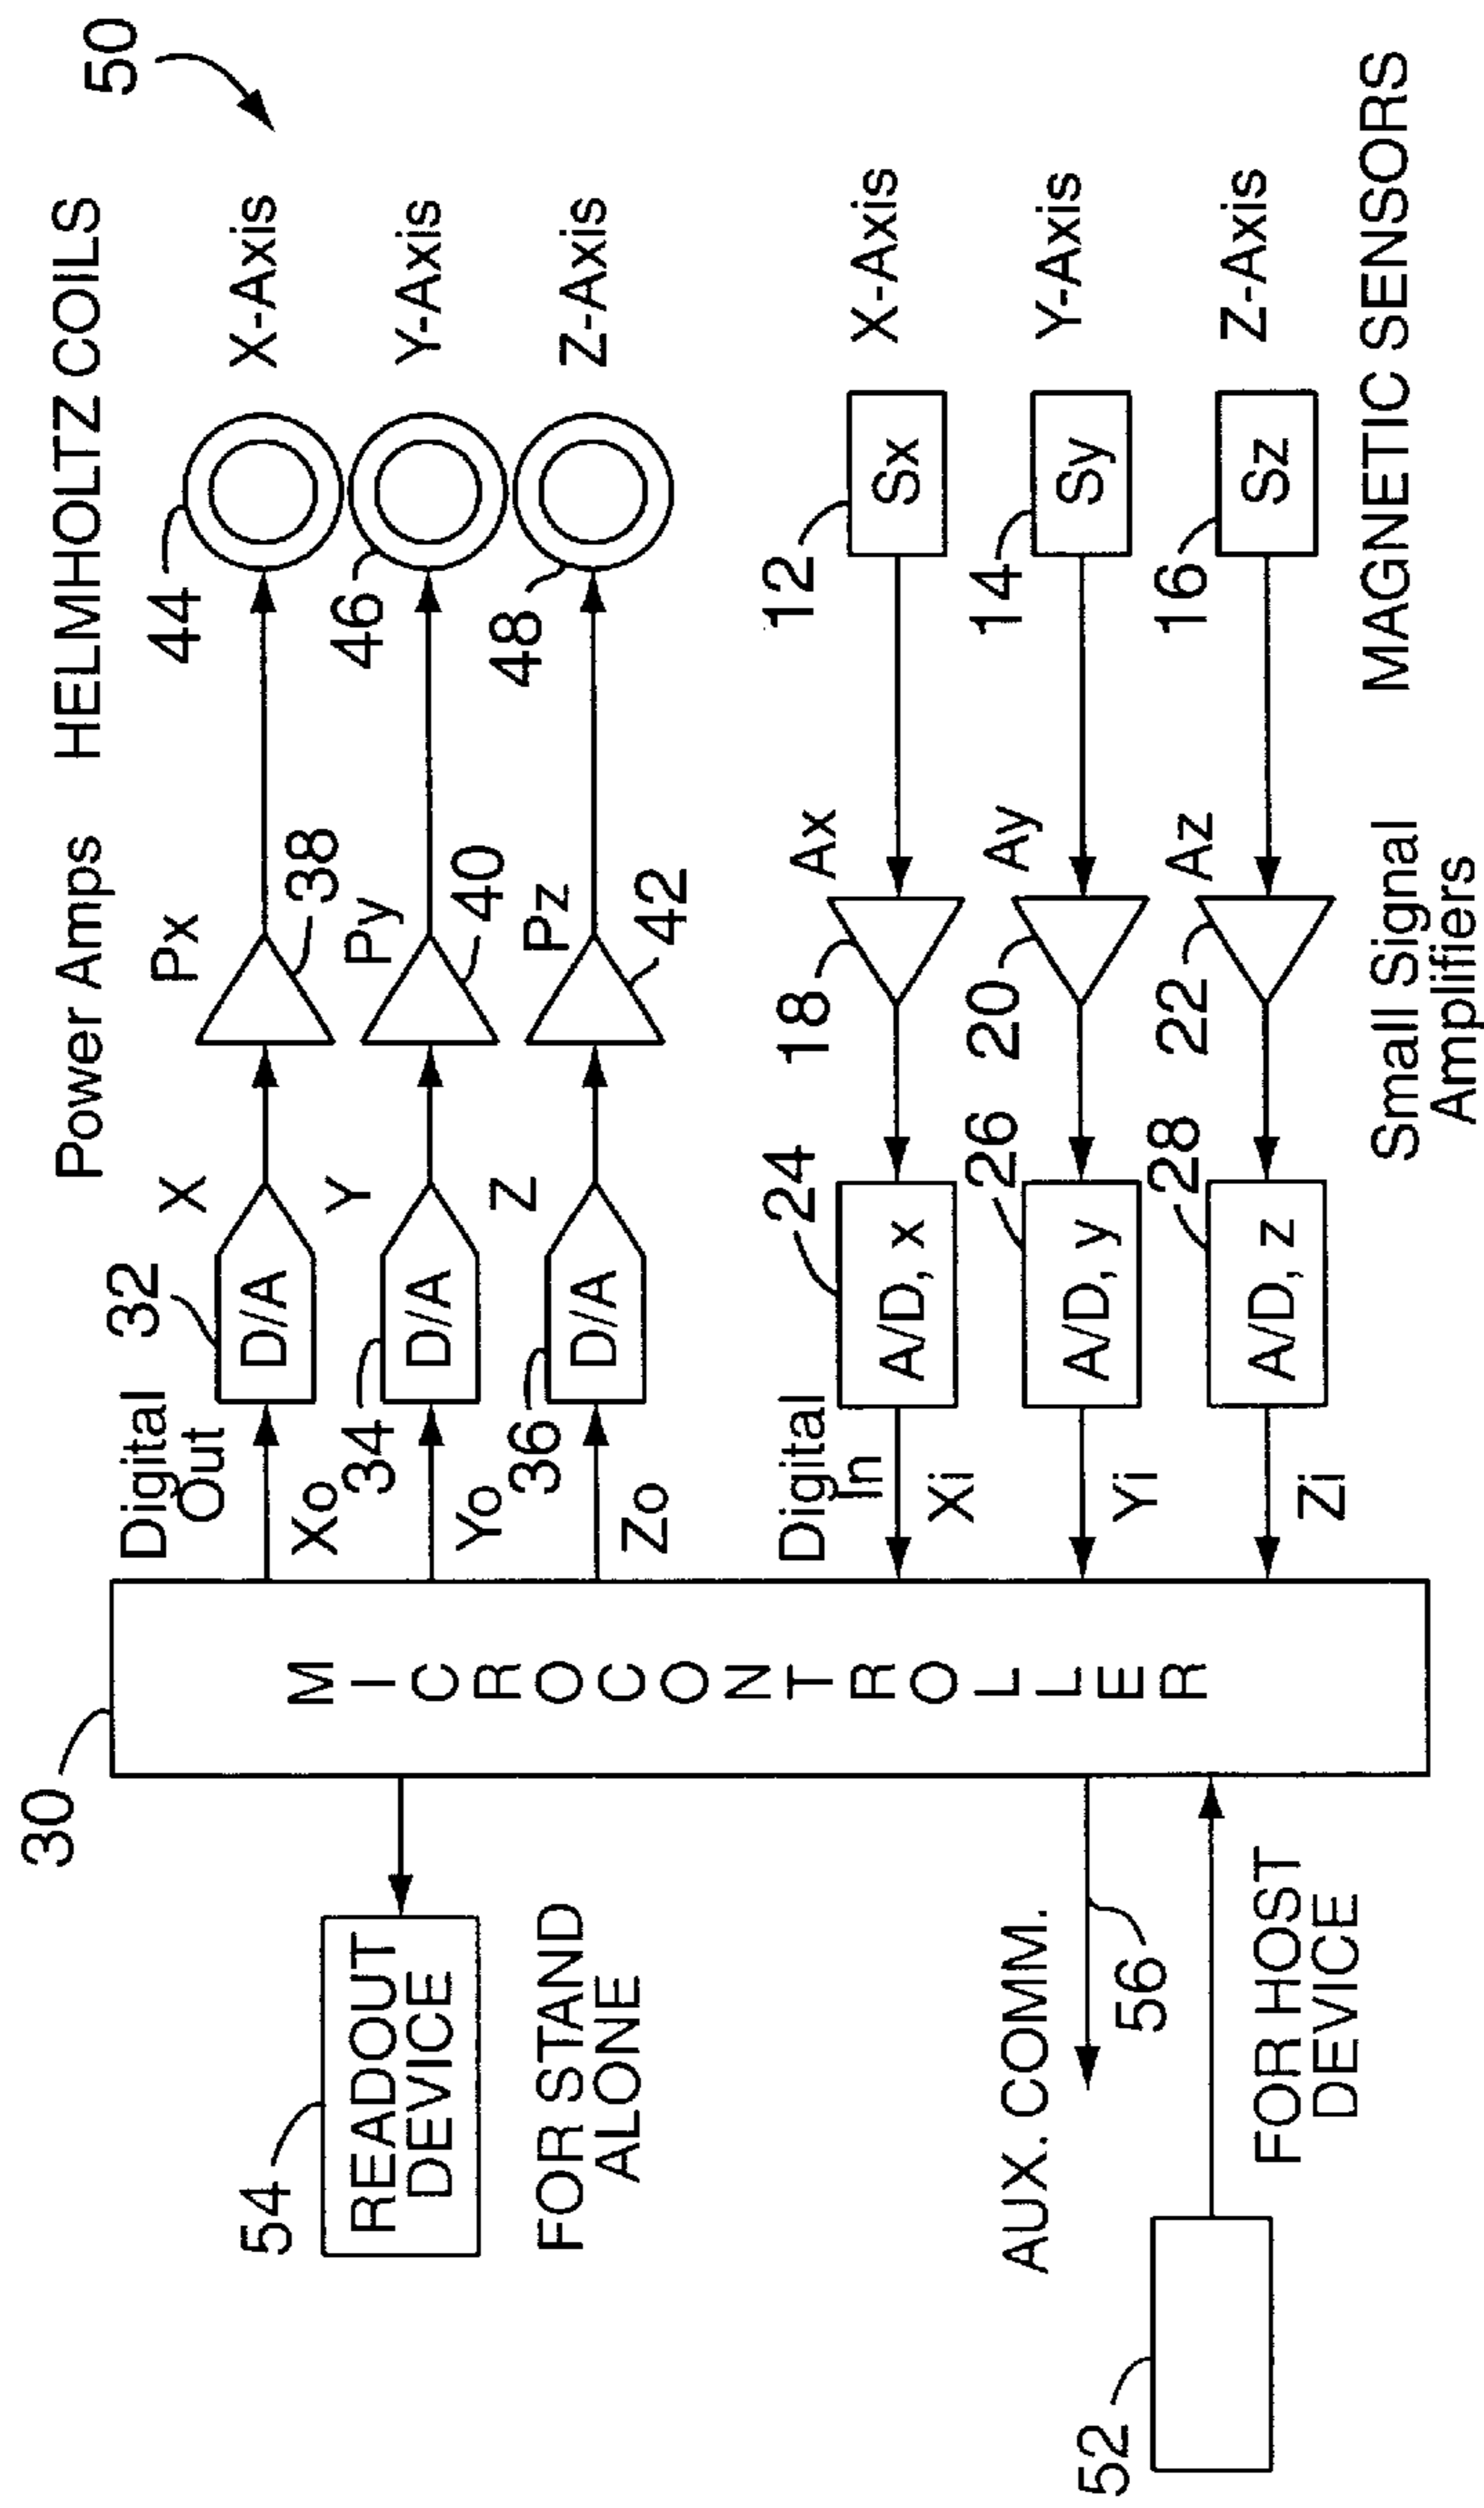 50
HELMHOLTZ COILS
X-Axis
Y-Axis
Z-Axis
44
46
48
Power Amps
Px
38
Py
40
Pz
42
X
Y
Z
32
D/A
34
D/A
36
D/A
Digital
Out
Xo
Yo
Zo
X-Axis
Y-Axis
Z-Axis
MAGNETIC SENSORS
12
Sx
14
Sy
16
Sz
Ax
Ay
Az
18
20
22
Small Signal
Amplifiers
24
A/D, x
26
A/D, y
28
A/D, z
Digital
In
Xi
Yi
Zi
30
MICROCONTROLLER
54
READOUT
DEVICE
FOR STAND
ALONE
AUX. COMM.
56
FOR HOST
DEVICE
52